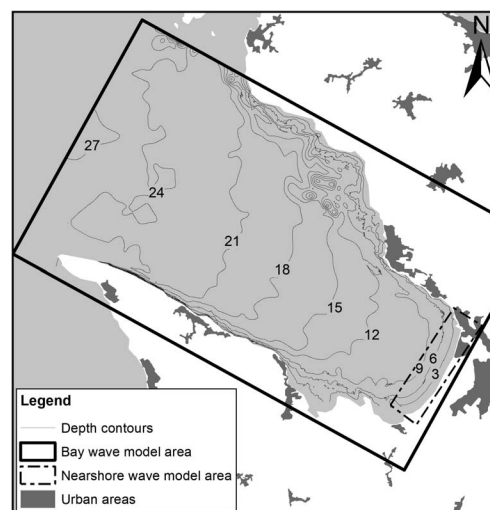 N
27
24
21
18
15
12
9
6
3
Legend
Depth contours
Bay wave model area
Nearshore wave model area
Urban areas